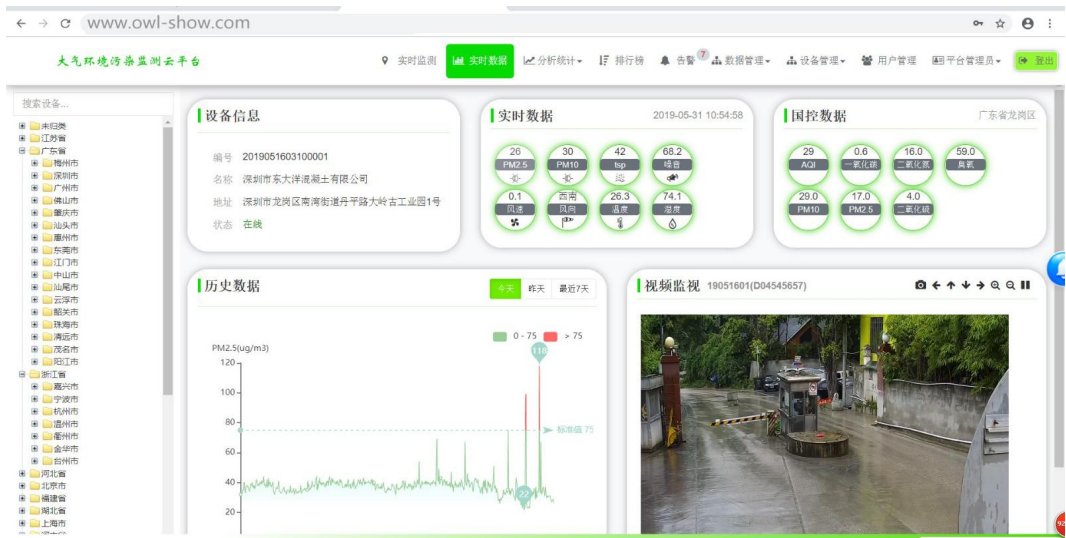 www.owl-show.com
大气环境污染监测云平台
实时监测 实时数据 分析统计 排行榜 告警 7 数据管理 设备管理 用户管理 平台管理员 登出
搜索设备...
未归类
江苏省
广东省
梅州市
深圳市
广州市
佛山市
肇庆市
汕头市
惠州市
东莞市
江门市
中山市
汕尾市
云浮市
韶关市
珠海市
清远市
茂名市
阳江市
浙江省
嘉兴市
宁波市
杭州市
温州市
衢州市
金华市
台州市
河北省
北京市
福建省
湖北省
上海市
设备信息
编号 2019051603100001
名称 深圳市东大洋混凝土有限公司
地址 深圳市龙岗区南湾街道丹平路大岭古工业园1号
状态 在线
实时数据 2019-05-31 10:54:58
26 30 42 68.2
PM2.5 PM10 tsp 噪音
0.1 西南 26.3 74.1
风速 风向 温度 湿度
国控数据 广东省龙岗区
29 0.6 16.0 59.0
AQI 一氧化碳 二氧化氮 臭氧
29.0 17.0 4.0
PM10 PM2.5 二氧化硫
历史数据 今天 昨天 最近7天
0 - 75 > 75
PM2.5(ug/m3)
118
120
100
80
标准值 75
60
40
22
20
视频监视 19051601(D04545657)
92